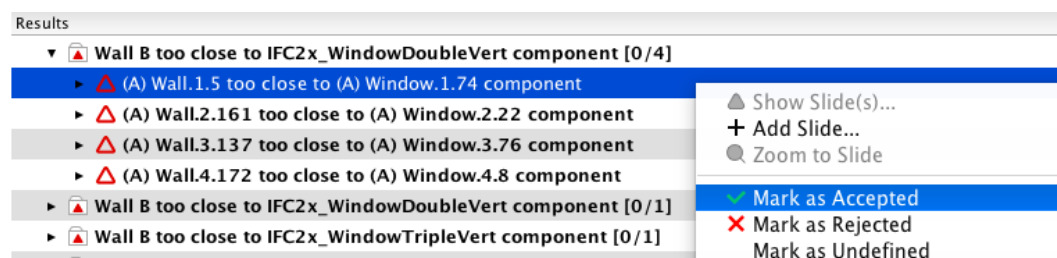 Results
Wall B too close to IFC2x_WindowDoubleVert component [0/4]
(A) Wall.1.5 too close to (A) Window.1.74 component
(A) Wall.2.161 too close to (A) Window.2.22 component
(A) Wall.3.137 too close to (A) Window.3.76 component
(A) Wall.4.172 too close to (A) Window.4.8 component
Wall B too close to IFC2x_WindowDoubleVert component [0/1]
Wall B too close to IFC2x_WindowTripleVert component [0/1]
Show Slide(s)...
Add Slide...
Zoom to Slide
Mark as Accepted
Mark as Rejected
Mark as Undefined